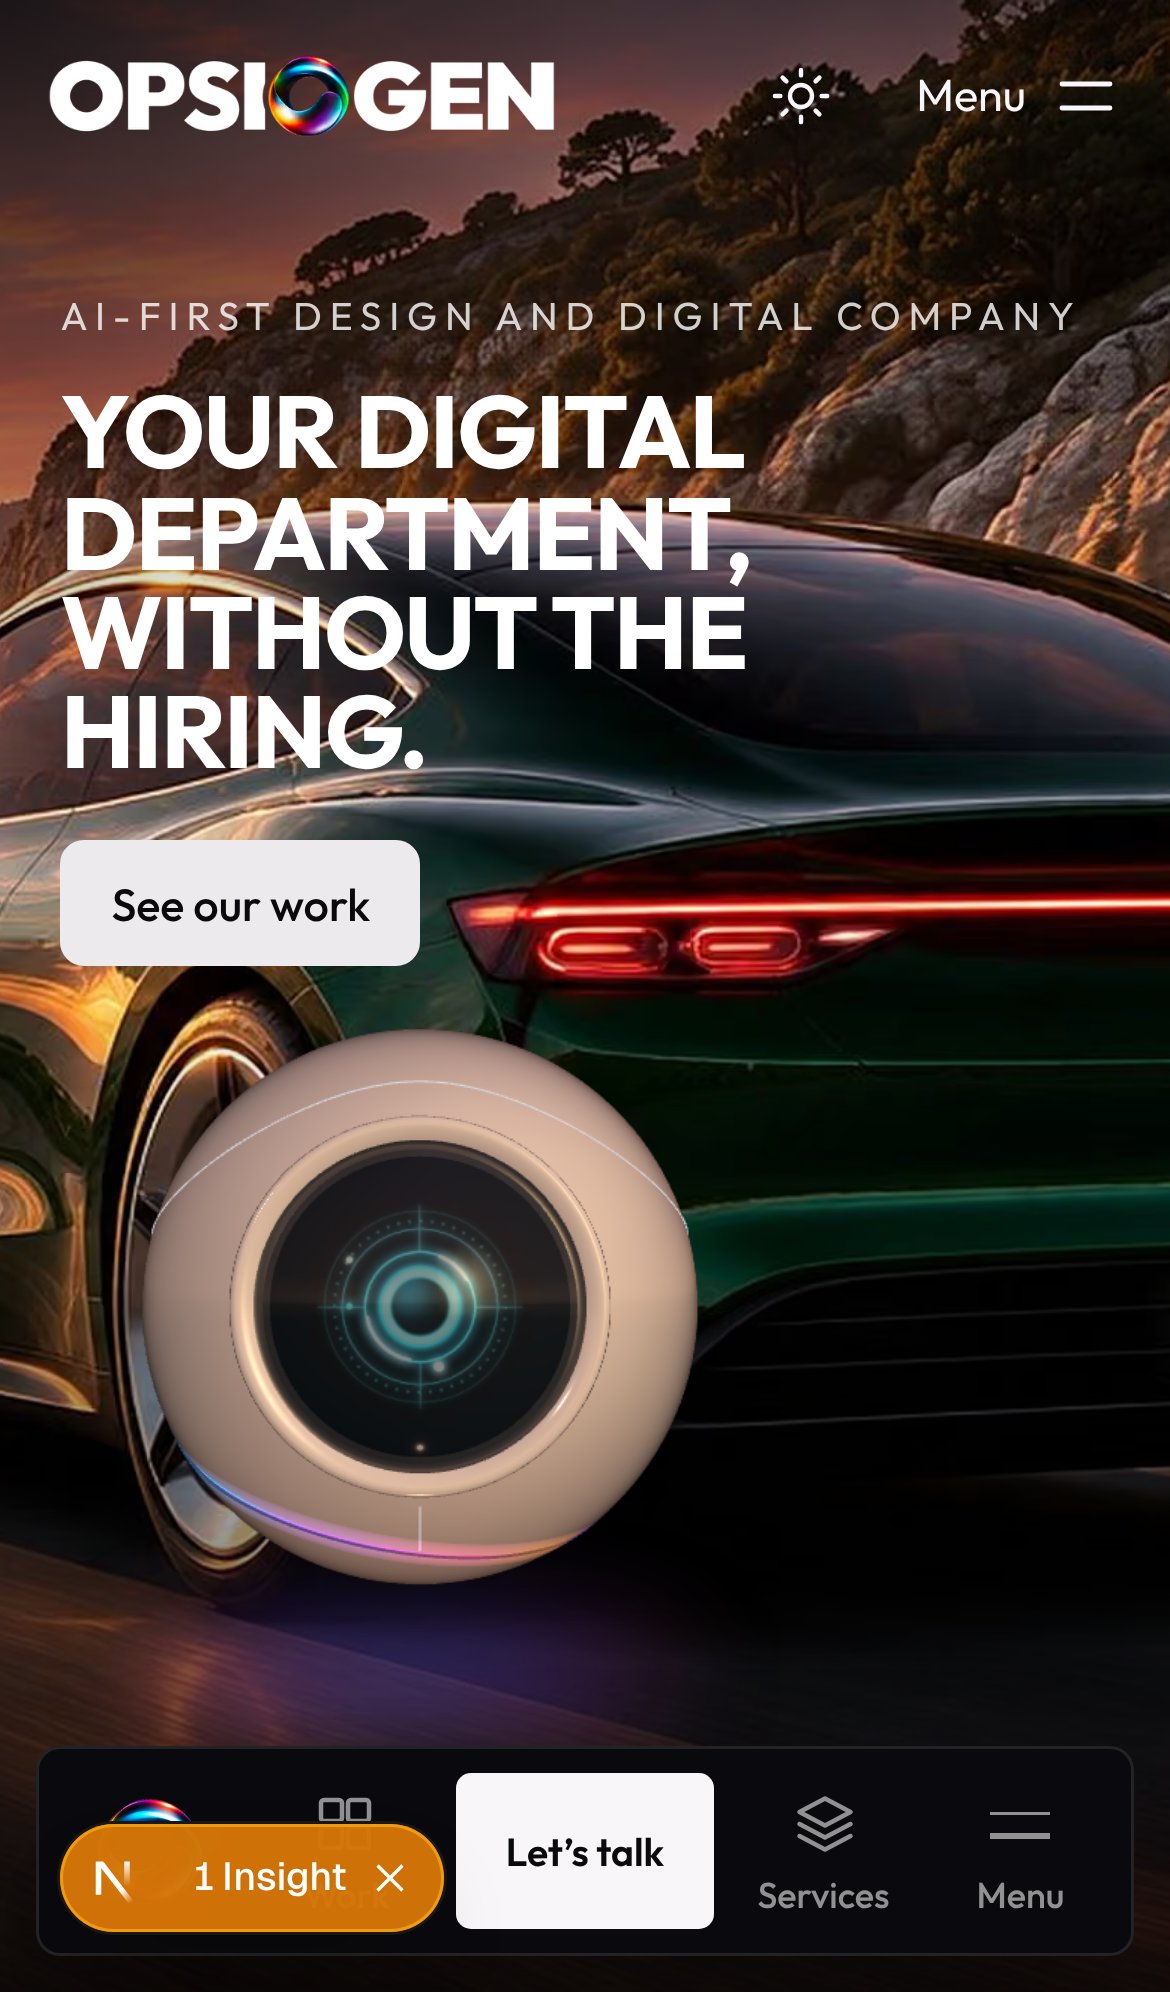 OPSIOGEN
Menu
AI-FIRST DESIGN AND DIGITAL COMPANY
YOUR DIGITAL
DEPARTMENT,
WITHOUT THE
HIRING.
See our work
N 1 Insight
Work
Let’s talk
Services
Menu